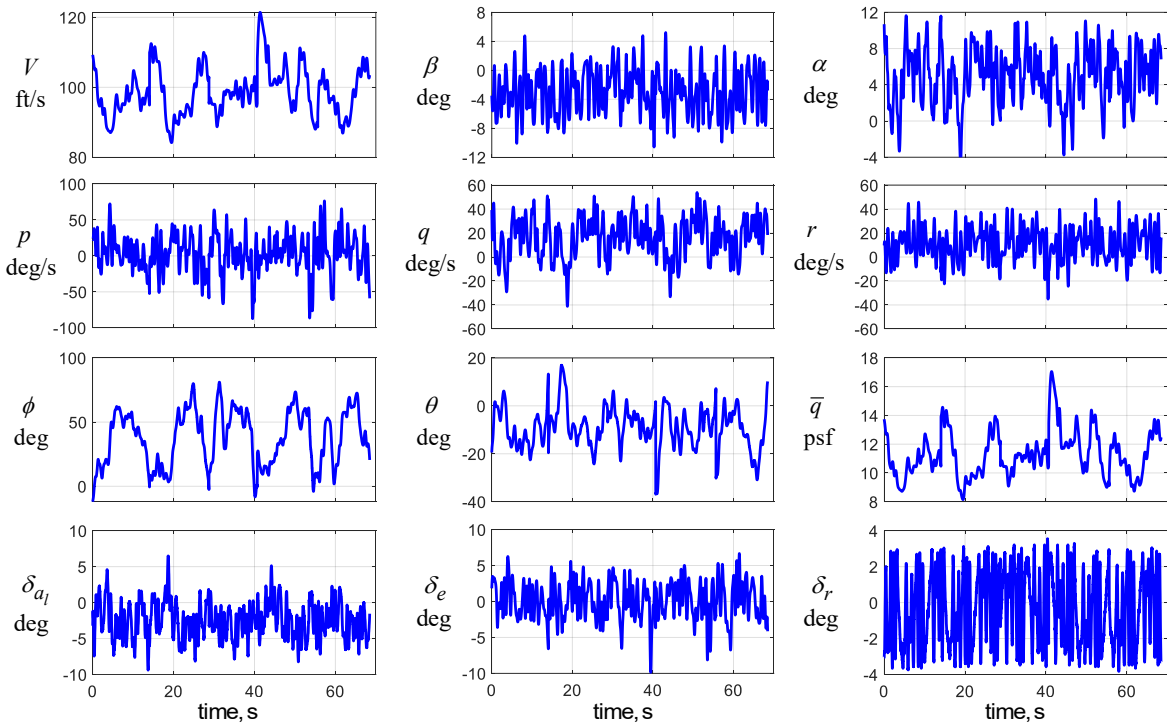 V
ft/s
120
100
80
β
deg
8
4
0
-4
-8
-12
α
deg
12
8
4
0
-4
p
deg/s
100
50
0
-50
-100
q
deg/s
60
40
20
0
-20
-40
-60
r
deg/s
60
40
20
0
-20
-40
-60
ϕ
deg
100
50
0
θ
deg
20
0
-20
-40
q̅
psf
18
16
14
12
10
8
δaₗ
deg
10
5
0
-5
-10
0 20 40 60
time, s
δe
deg
10
5
0
-5
-10
0 20 40 60
time, s
δr
deg
4
2
0
-2
-4
0 20 40 60
time, s